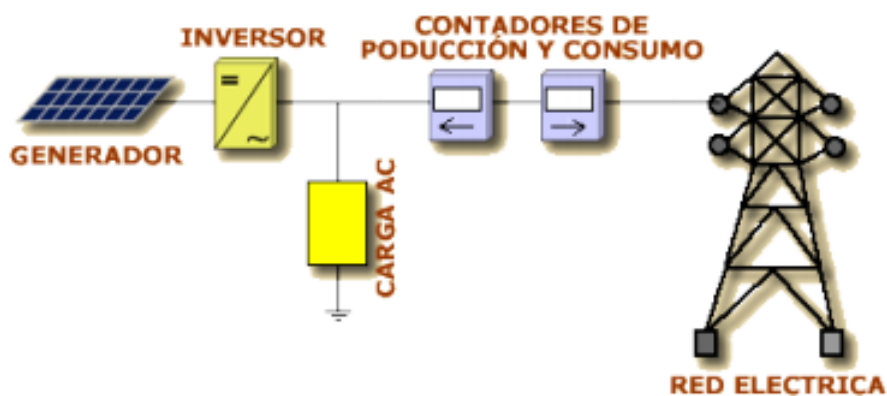 INVERSOR
CONTADORES DE
PODUCCIÓN Y CONSUMO
GENERADOR
CARGA AC
RED ELECTRICA